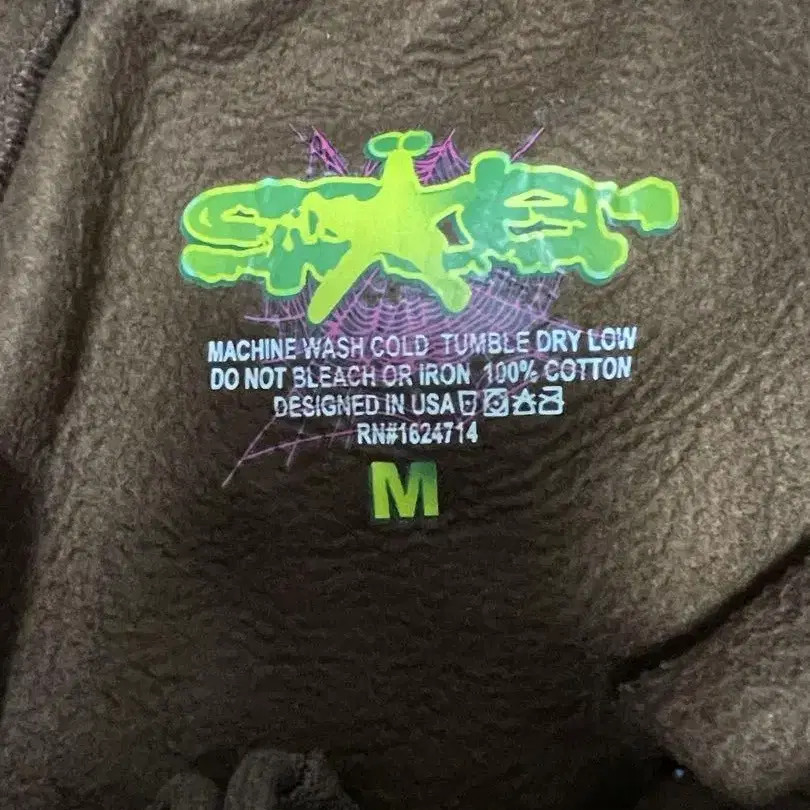 MACHINE WASH COLD TUMBLE DRY LOW
DO NOT BLEACH OR IRON 100% COTTON
DESIGNED IN USA
RN#1624714
M